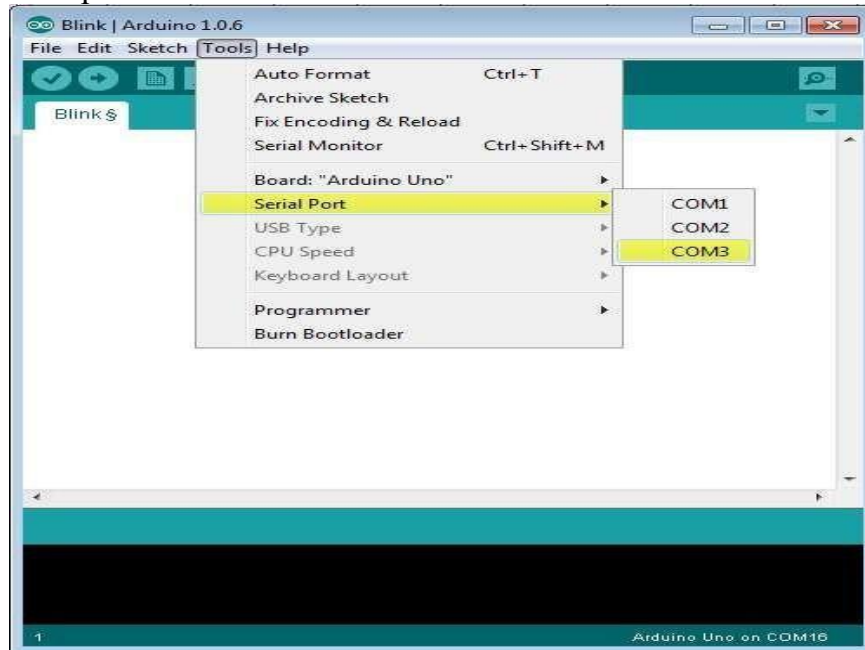 Blink | Arduino 1.0.6
File Edit Sketch Tools Help
Blink §
Auto Format Ctrl+T
Archive Sketch
Fix Encoding & Reload
Serial Monitor Ctrl+Shift+M
Board: "Arduino Uno"
Serial Port
USB Type
CPU Speed
Keyboard Layout
Programmer
Burn Bootloader
COM1
COM2
COM3
1 Arduino Uno on COM16